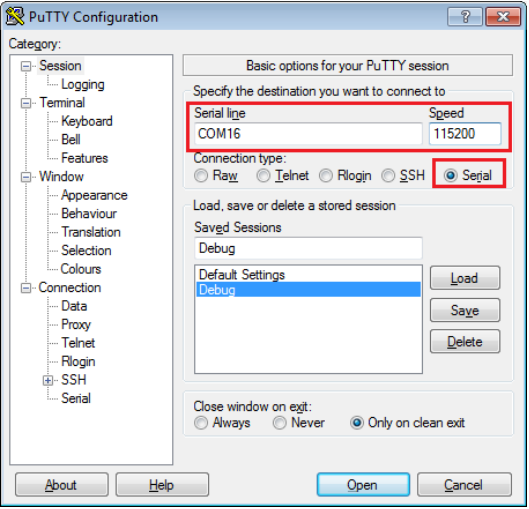 PuTTY Configuration
Category:
Session
Logging
Terminal
Keyboard
Bell
Features
Window
Appearance
Behaviour
Translation
Selection
Colours
Connection
Data
Proxy
Telnet
Rlogin
SSH
Serial
Basic options for your PuTTY session
Specify the destination you want to connect to
Serial line Speed
COM16 115200
Connection type:
Raw Telnet Rlogin SSH Serial
Load, save or delete a stored session
Saved Sessions
Debug
Default Settings
Debug
Load
Save
Delete
Close window on exit:
Always Never Only on clean exit
About Help Open Cancel